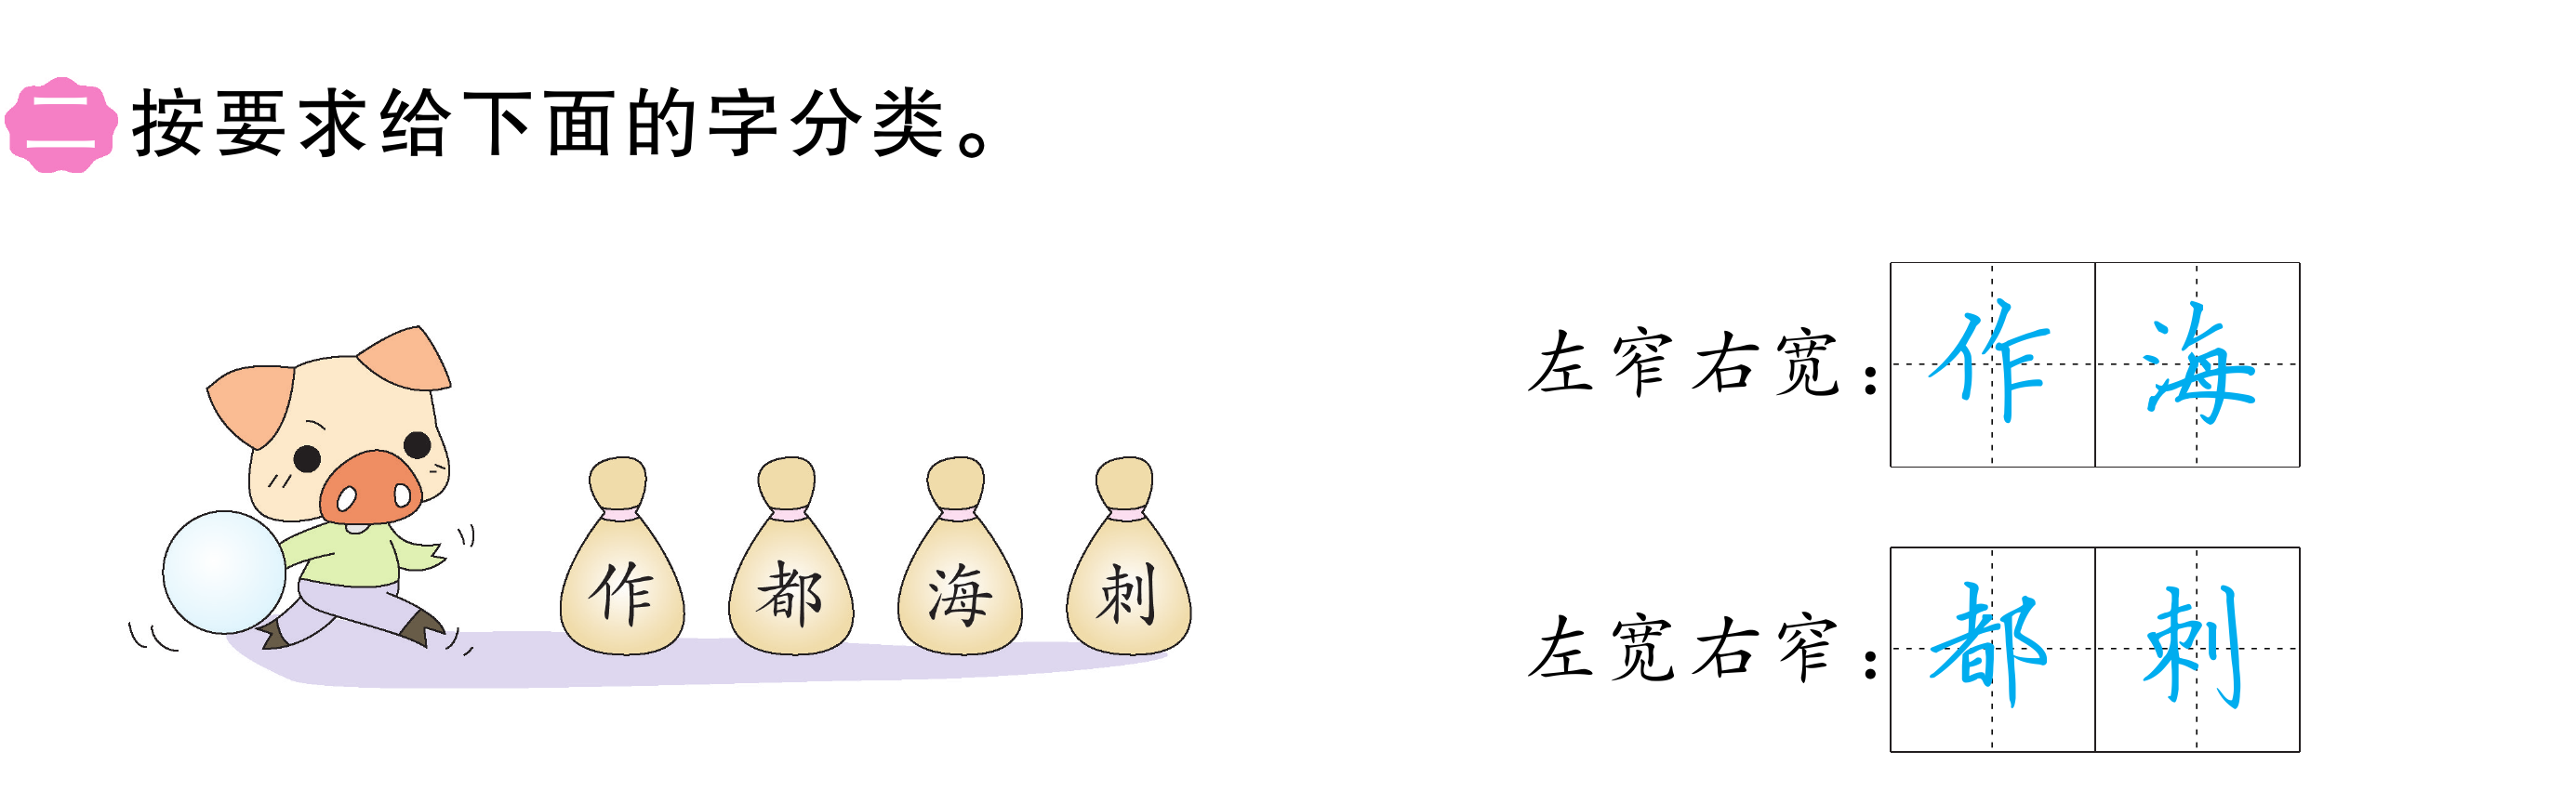 二 按要求给下面的字分类。
作 都 海 刺
左窄右宽：作 海
左宽右窄：都 刺